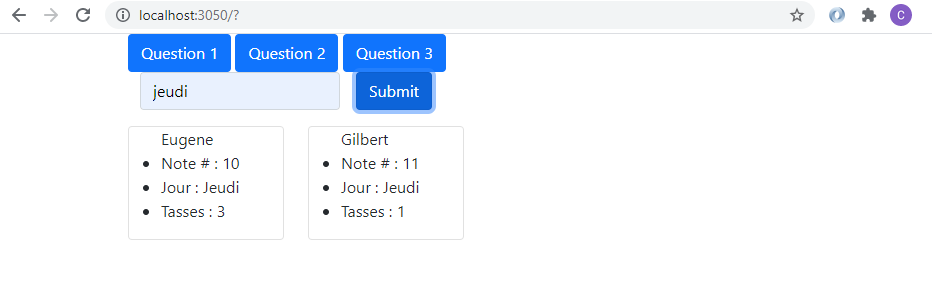 localhost:3050/?
C
Question 1 Question 2 Question 3
jeudi Submit
Eugene
• Note # : 10
• Jour : Jeudi
• Tasses : 3
Gilbert
• Note # : 11
• Jour : Jeudi
• Tasses : 1